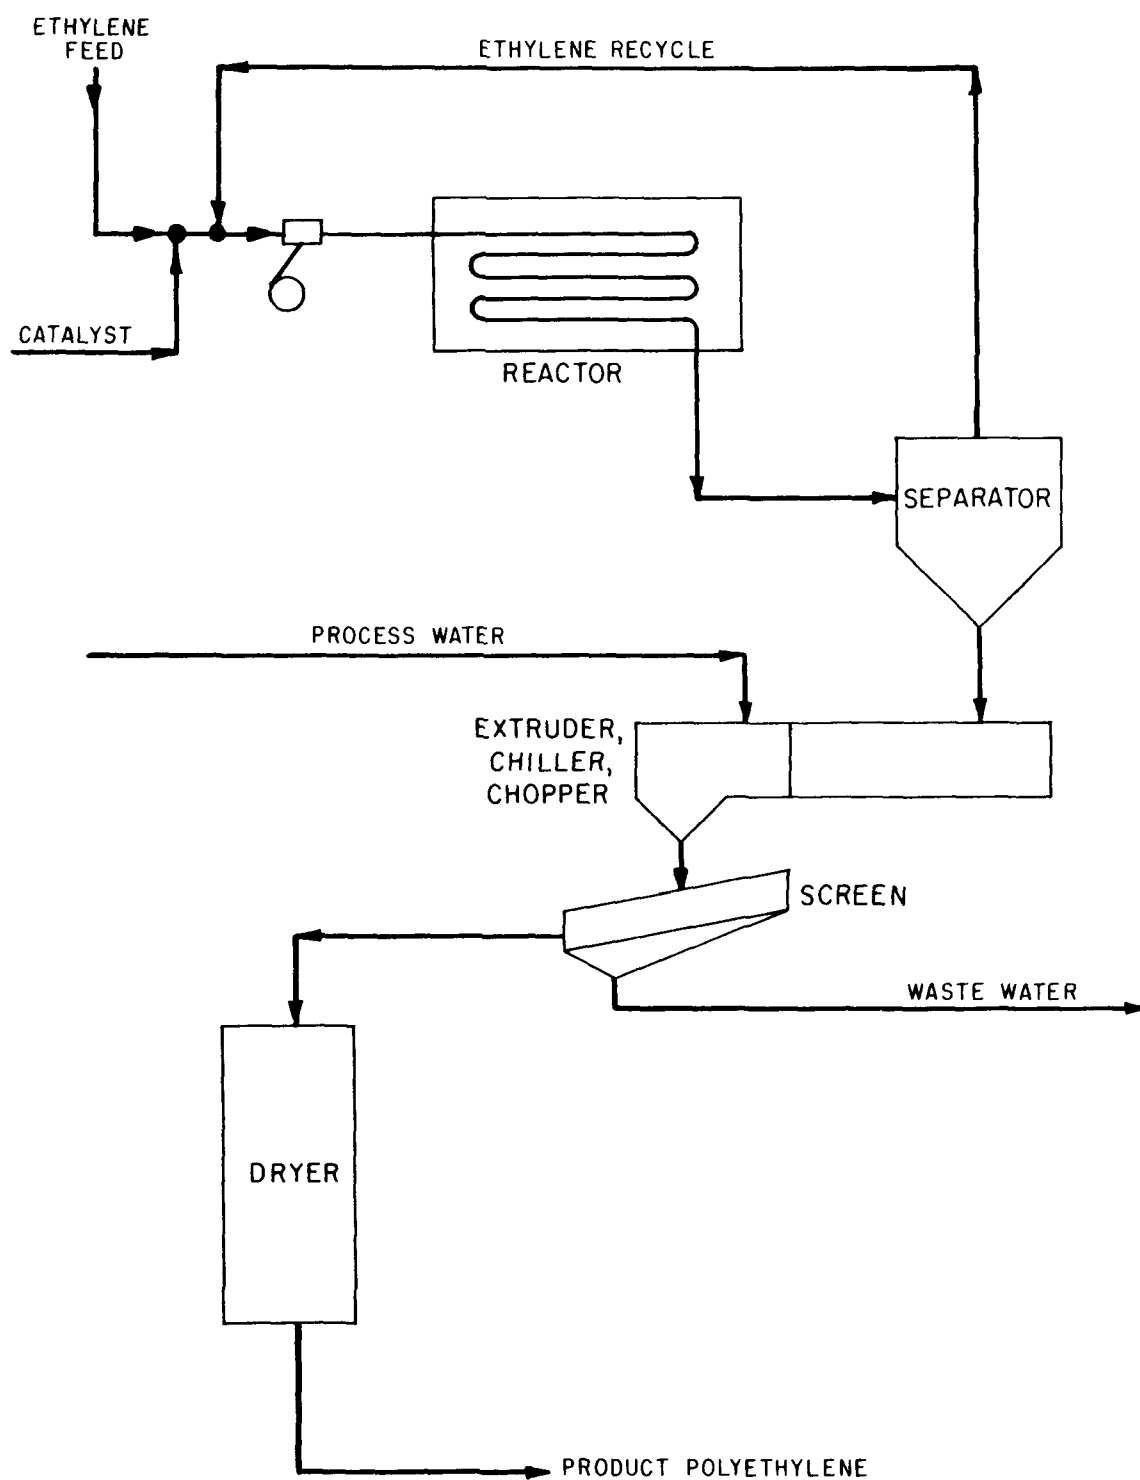 ETHYLENE
FEED
ETHYLENE RECYCLE
CATALYST
REACTOR
SEPARATOR
PROCESS WATER
EXTRUDER,
CHILLER,
CHOPPER
SCREEN
WASTE WATER
DRYER
PRODUCT POLYETHYLENE